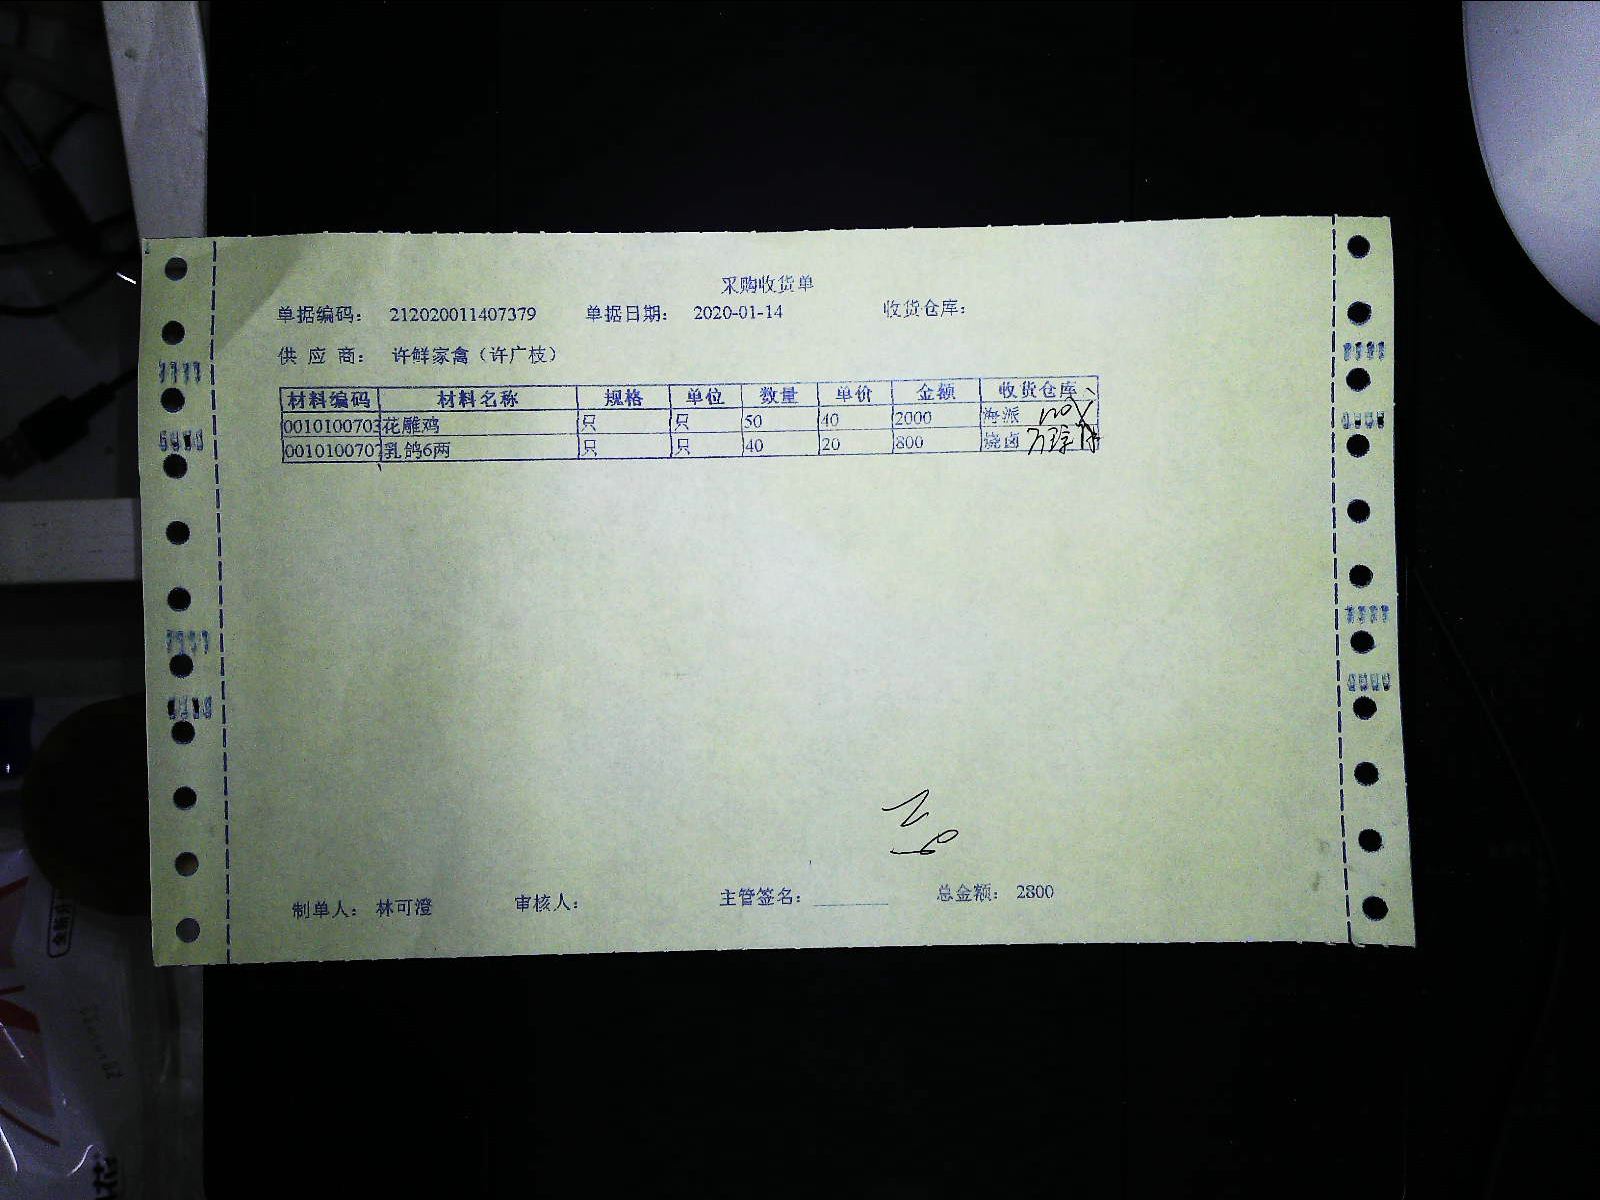 采购收货单
单据编码： 212020011407379 单据日期： 2020-01-14 收货仓库：
供 应 商： 许鲜家禽（许广枝）
材料编码 材料名称 规格 单位 数量 单价 金额 收货仓库
0010100703 花雕鸡 只 只 50 40 2000 海派
0010100707 乳鸽6两 只 只 40 20 800 烧卤
制单人： 林可澄 审核人： 主管签名： 总金额： 2800